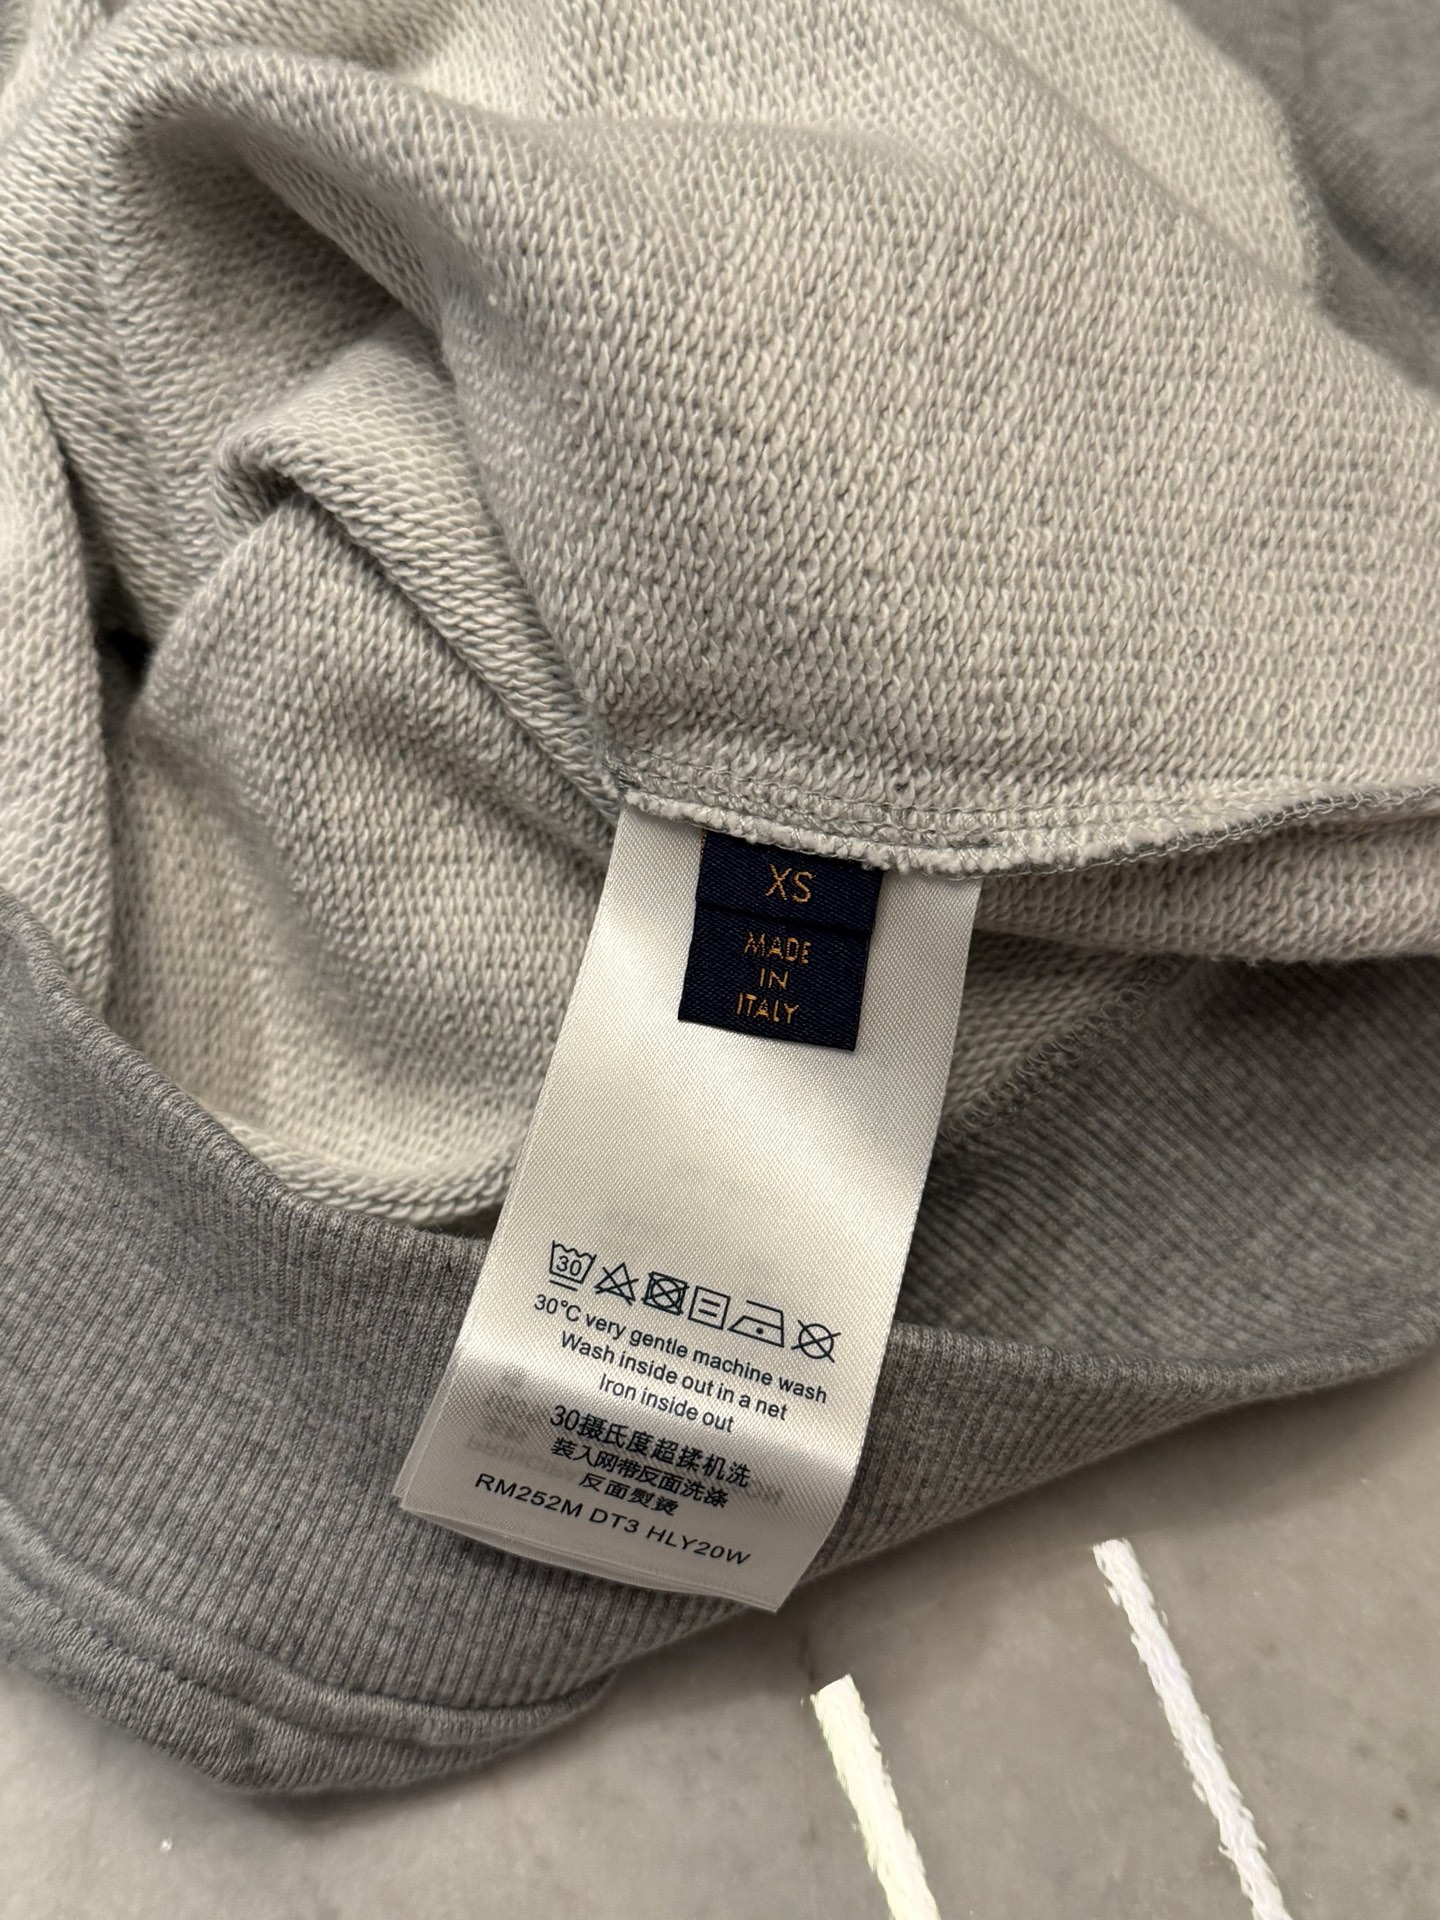 XS
MADE
IN
ITALY
30
30°C very gentle machine wash
Wash inside out in a net
Iron inside out
30摄氏度超揉机洗
装入网带反面洗涤
反面熨烫
RM252M DT3 HLY20W